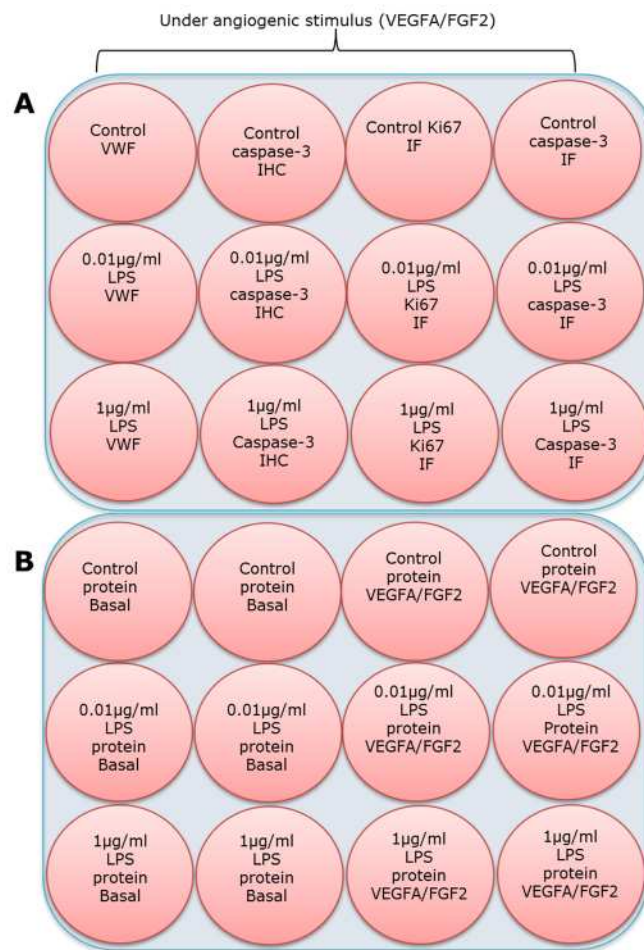 Under angiogenic stimulus (VEGFA/FGF2)
A
Control
VWF
Control
caspase-3
IHC
Control Ki67
IF
Control
caspase-3
IF
0.01µg/ml
LPS
VWF
0.01µg/ml
LPS
caspase-3
IHC
0.01µg/ml
LPS
Ki67
IF
0.01µg/ml
LPS
caspase-3
IF
1µg/ml
LPS
VWF
1µg/ml
LPS
Caspase-3
IHC
1µg/ml
LPS
Ki67
IF
1µg/ml
LPS
Caspase-3
IF
B
Control
protein
Basal
Control
protein
Basal
Control
protein
VEGFA/FGF2
Control
protein
VEGFA/FGF2
0.01µg/ml
LPS
protein
Basal
0.01µg/ml
LPS
protein
Basal
0.01µg/ml
LPS
protein
VEGFA/FGF2
0.01µg/ml
LPS
Protein
VEGFA/FGF2
1µg/ml
LPS
protein
Basal
1µg/ml
LPS
protein
Basal
1µg/ml
LPS
protein
VEGFA/FGF2
1µg/ml
LPS
protein
VEGFA/FGF2